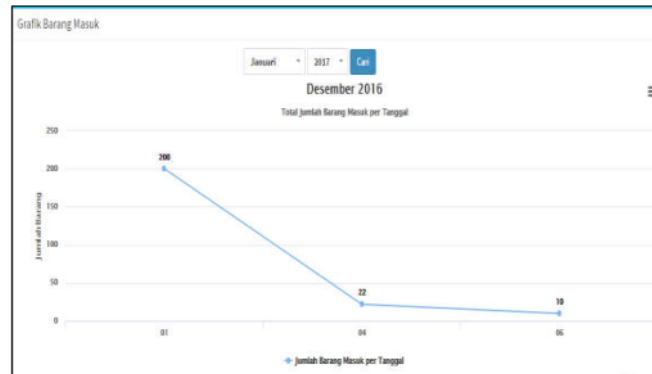 Grafik Barang Masuk
Januari 2017 Cari
Desember 2016
Total Jumlah Barang Masuk per Tanggal
250
200
200
150
Jumlah Barang
100
50
22
10
0
01 04 06
Jumlah Barang Masuk per Tanggal